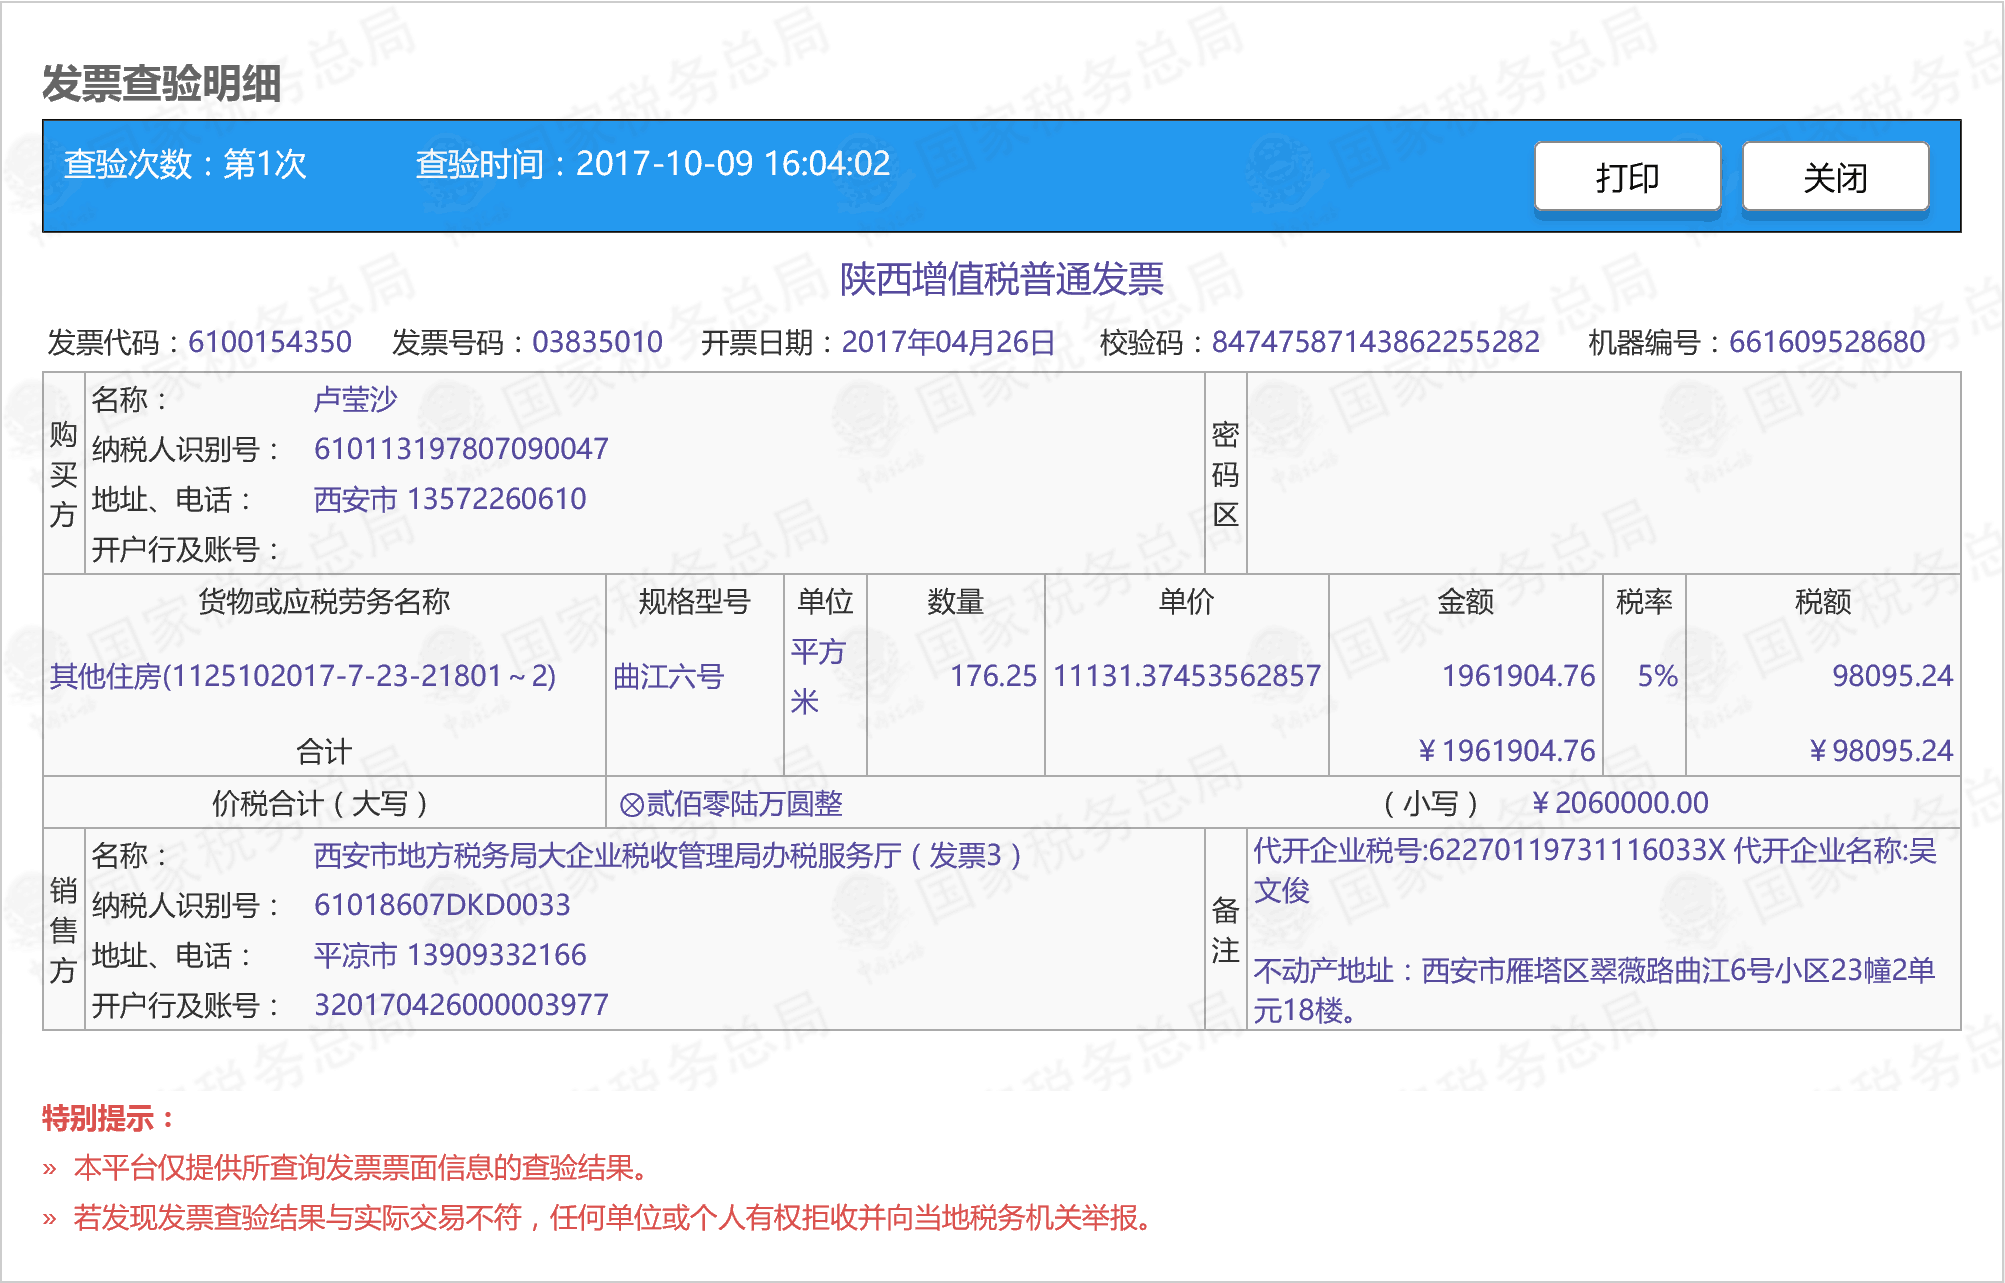 发票查验明细
查验次数：第1次 查验时间：2017-10-09 16:04:02 打印 关闭
陕西增值税普通发票
发票代码：6100154350 发票号码：03835010 开票日期：2017年04月26日 校验码：84747587143862255282 机器编号：661609528680
购买方
名称： 卢莹沙
纳税人识别号： 610113197807090047
地址、电话： 西安市 13572260610
开户行及账号：
密码区
货物或应税劳务名称 规格型号 单位 数量 单价 金额 税率 税额
其他住房(1125102017-7-23-21801～2) 曲江六号 平方米 176.25 11131.37453562857 1961904.76 5% 98095.24
合计 ￥1961904.76 ￥98095.24
价税合计（大写） ⊗贰佰零陆万圆整 （小写） ￥2060000.00
销售方
名称： 西安市地方税务局大企业税收管理局办税服务厅（发票3）
纳税人识别号： 61018607DKD0033
地址、电话： 平凉市 13909332166
开户行及账号： 320170426000003977
备注
代开企业税号:62270119731116033X 代开企业名称:吴
文俊
不动产地址：西安市雁塔区翠薇路曲江6号小区23幢2单
元18楼。
特别提示：
» 本平台仅提供所查询发票票面信息的查验结果。
» 若发现发票查验结果与实际交易不符，任何单位或个人有权拒收并向当地税务机关举报。
国家税务总局